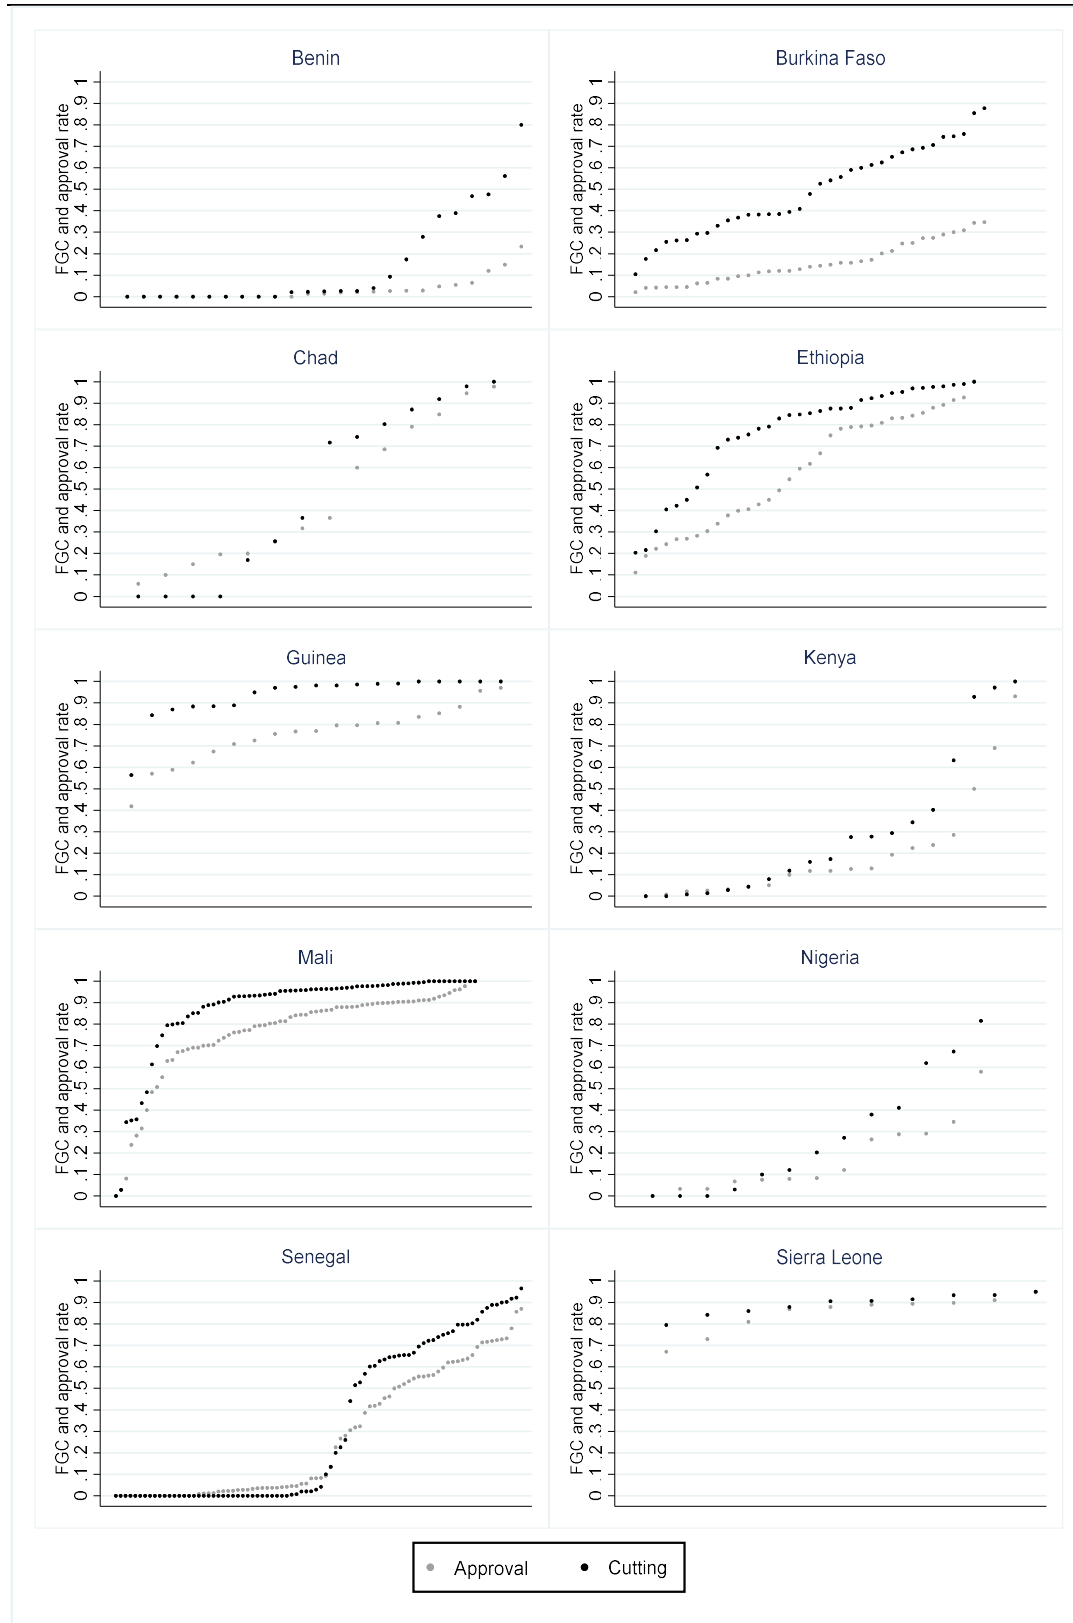 Benin
Burkina Faso
FGC and approval rate
0 .1 .2 .3 .4 .5 .6 .7 .8 .9 1
FGC and approval rate
0 .1 .2 .3 .4 .5 .6 .7 .8 .9 1
Chad
Ethiopia
FGC and approval rate
0 .1 .2 .3 .4 .5 .6 .7 .8 .9 1
FGC and approval rate
0 .1 .2 .3 .4 .5 .6 .7 .8 .9 1
Guinea
Kenya
FGC and approval rate
0 .1 .2 .3 .4 .5 .6 .7 .8 .9 1
FGC and approval rate
0 .1 .2 .3 .4 .5 .6 .7 .8 .9 1
Mali
Nigeria
FGC and approval rate
0 .1 .2 .3 .4 .5 .6 .7 .8 .9 1
FGC and approval rate
0 .1 .2 .3 .4 .5 .6 .7 .8 .9 1
Senegal
Sierra Leone
FGC and approval rate
0 .1 .2 .3 .4 .5 .6 .7 .8 .9 1
FGC and approval rate
0 .1 .2 .3 .4 .5 .6 .7 .8 .9 1
Approval
Cutting